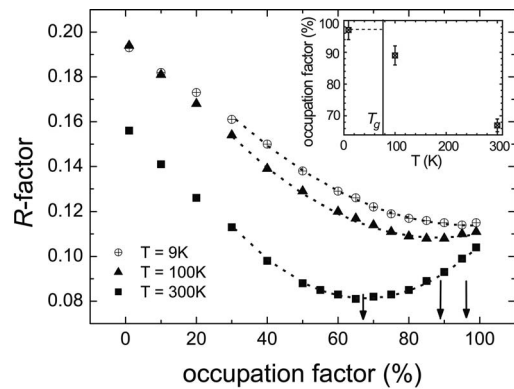 0.20
0.18
0.16
0.14
0.12
0.10
0.08
R-factor
T = 9K
T = 100K
T = 300K
0 20 40 60 80 100
occupation factor (%)
100
90
80
70
occupation factor (%)
Tg
0 100 200 300
T (K)